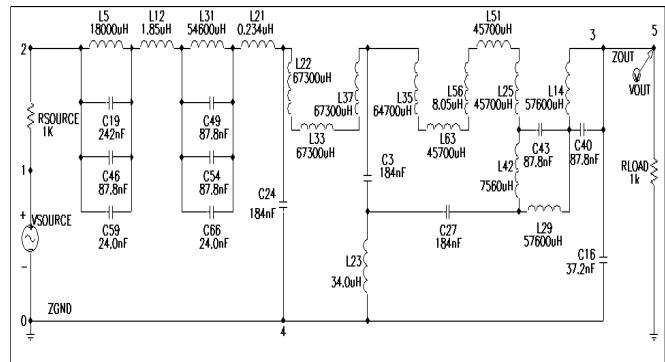 L5
18000uH
L12
1.85uH
L31
54600uH
L21
0.234uH
L51
45700uH
2
3
5
ZOUT
VOUT
L22
67300uH
L37
67300uH
L35
64700uH
L56
8.05uH
L25
45700uH
L14
57600uH
RSOURCE
1K
C19
242nF
C49
87.8nF
L33
67300uH
L63
45700uH
C43
87.8nF
C40
87.8nF
1
C46
87.8nF
C54
87.8nF
C3
184nF
L42
7560uH
RLOAD
1k
+
VSOURCE
-
C59
24.0nF
C66
24.0nF
C24
184nF
C27
184nF
L29
57600uH
L23
34.0uH
C16
37.2nF
0
ZGND
4